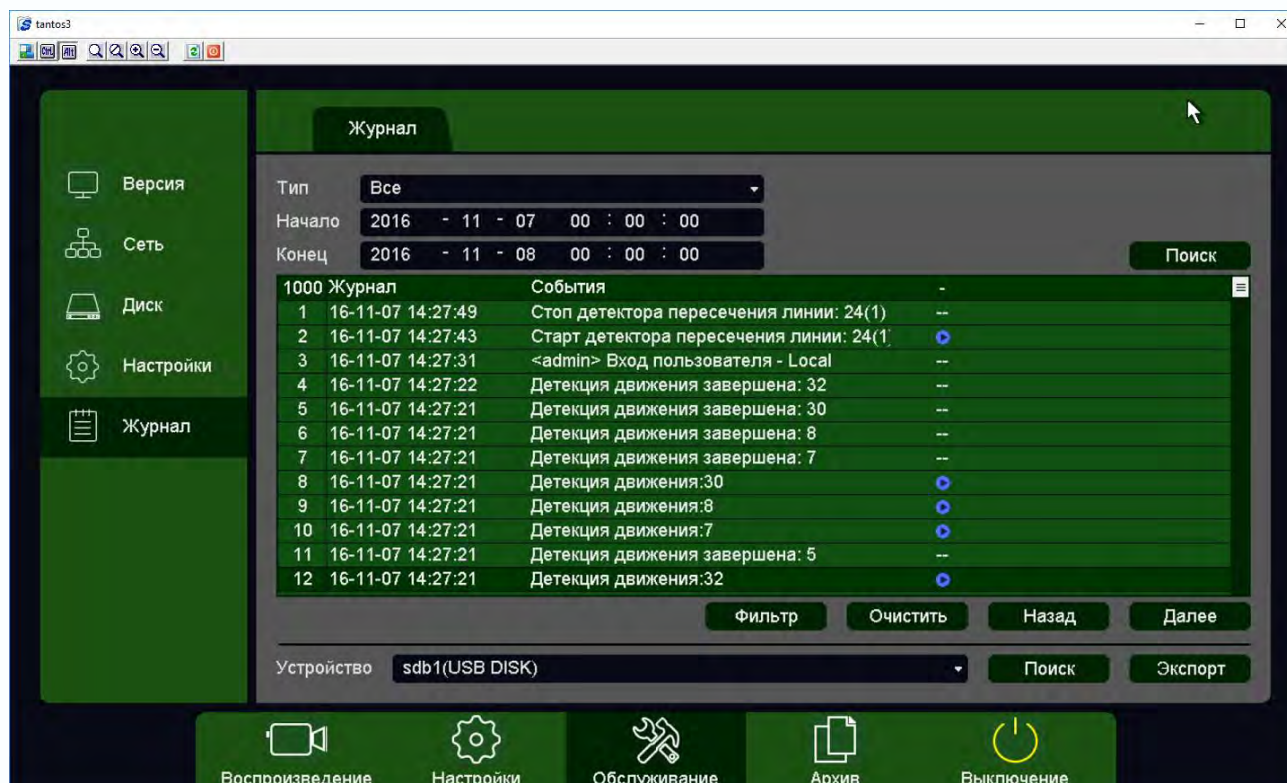 tantos3
Ctrl Alt
Журнал
Версия
Сеть
Диск
Настройки
Журнал
Тип Все
Начало 2016 - 11 - 07 00 : 00 : 00
Конец 2016 - 11 - 08 00 : 00 : 00
Поиск
1000 Журнал События -
1 16-11-07 14:27:49 Стоп детектора пересечения линии: 24(1) --
2 16-11-07 14:27:43 Старт детектора пересечения линии: 24(1)
3 16-11-07 14:27:31 <admin> Вход пользователя - Local --
4 16-11-07 14:27:22 Детекция движения завершена: 32 --
5 16-11-07 14:27:21 Детекция движения завершена: 30 --
6 16-11-07 14:27:21 Детекция движения завершена: 8 --
7 16-11-07 14:27:21 Детекция движения завершена: 7 --
8 16-11-07 14:27:21 Детекция движения:30
9 16-11-07 14:27:21 Детекция движения:8
10 16-11-07 14:27:21 Детекция движения:7
11 16-11-07 14:27:21 Детекция движения завершена: 5 --
12 16-11-07 14:27:21 Детекция движения:32
Фильтр Очистить Назад Далее
Устройство sdb1(USB DISK) Поиск Экспорт
Воспроизведение Настройки Обслуживание Архив Выключение